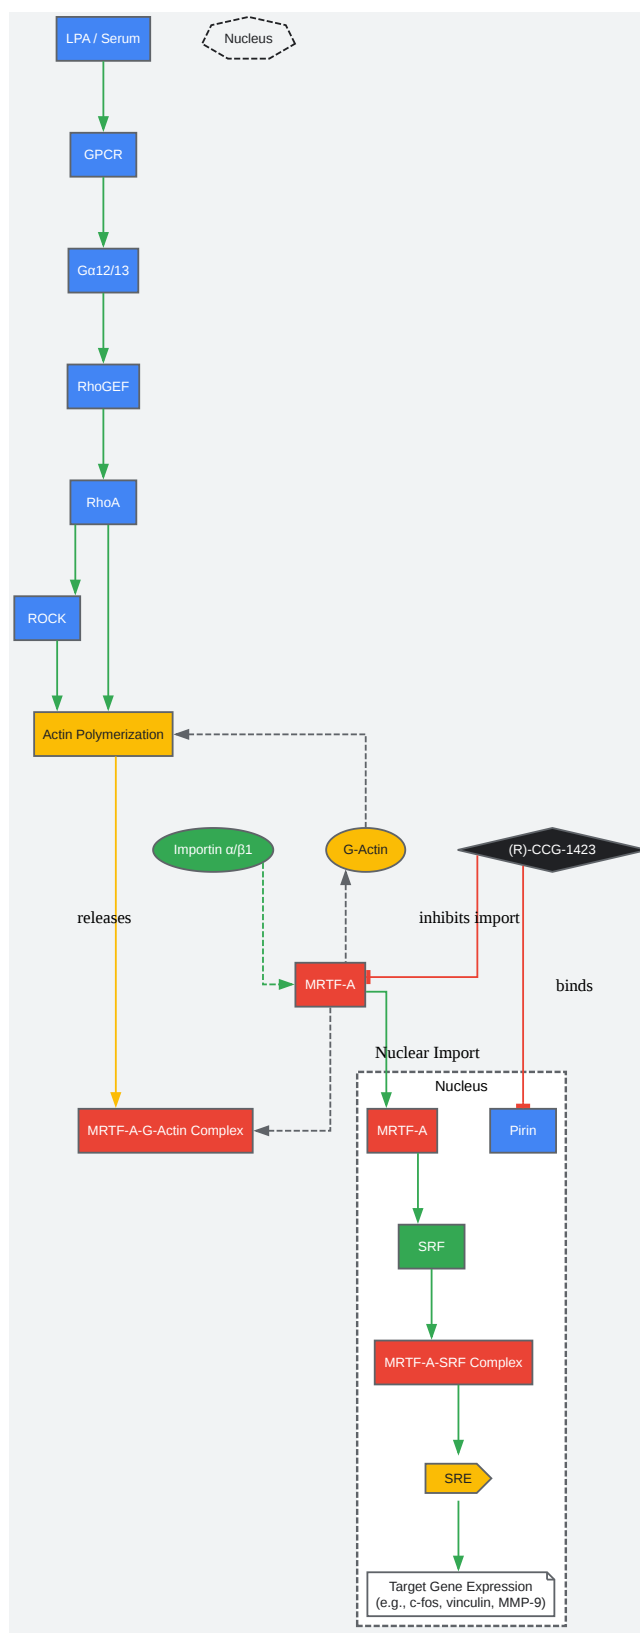 LPA / Serum
Nucleus
GPCR
Gα12/13
RhoGEF
RhoA
ROCK
Actin Polymerization
Importin α/β1
G-Actin
(R)-CCG-1423
releases
inhibits import
MRTF-A
binds
Nuclear Import
Nucleus
MRTF-A-G-Actin Complex
MRTF-A
Pirin
SRF
MRTF-A-SRF Complex
SRE
Target Gene Expression
(e.g., c-fos, vinculin, MMP-9)